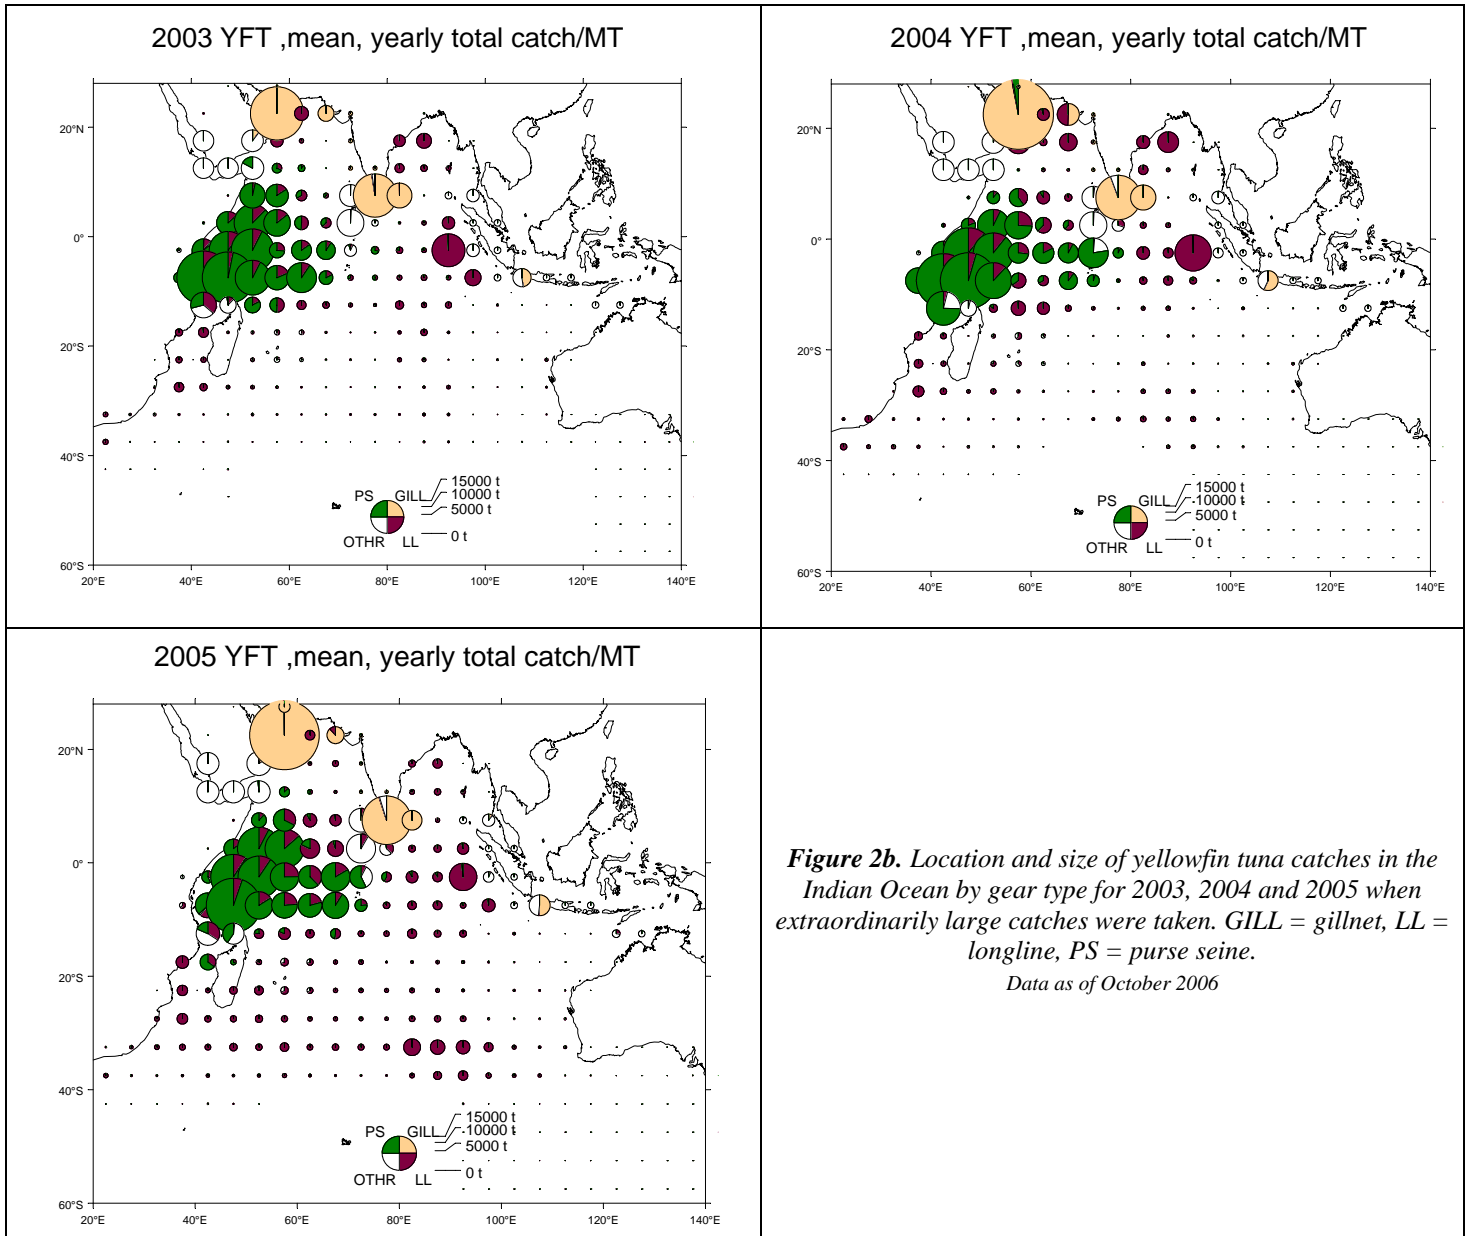 2003 YFT ,mean, yearly total catch/MT
20°N
0°
20°S
40°S
60°S
20°E 40°E 60°E 80°E 100°E 120°E 140°E
PS GILL
OTHR LL
15000 t
10000 t
5000 t
0 t
2004 YFT ,mean, yearly total catch/MT
20°N
0°
20°S
40°S
60°S
20°E 40°E 60°E 80°E 100°E 120°E 140°E
PS GILL
OTHR LL
15000 t
10000 t
5000 t
0 t
2005 YFT ,mean, yearly total catch/MT
20°N
0°
20°S
40°S
60°S
20°E 40°E 60°E 80°E 100°E 120°E 140°E
PS GILL
OTHR LL
15000 t
10000 t
5000 t
0 t
Figure 2b. Location and size of yellowfin tuna catches in the
Indian Ocean by gear type for 2003, 2004 and 2005 when
extraordinarily large catches were taken. GILL = gillnet, LL =
longline, PS = purse seine.
Data as of October 2006